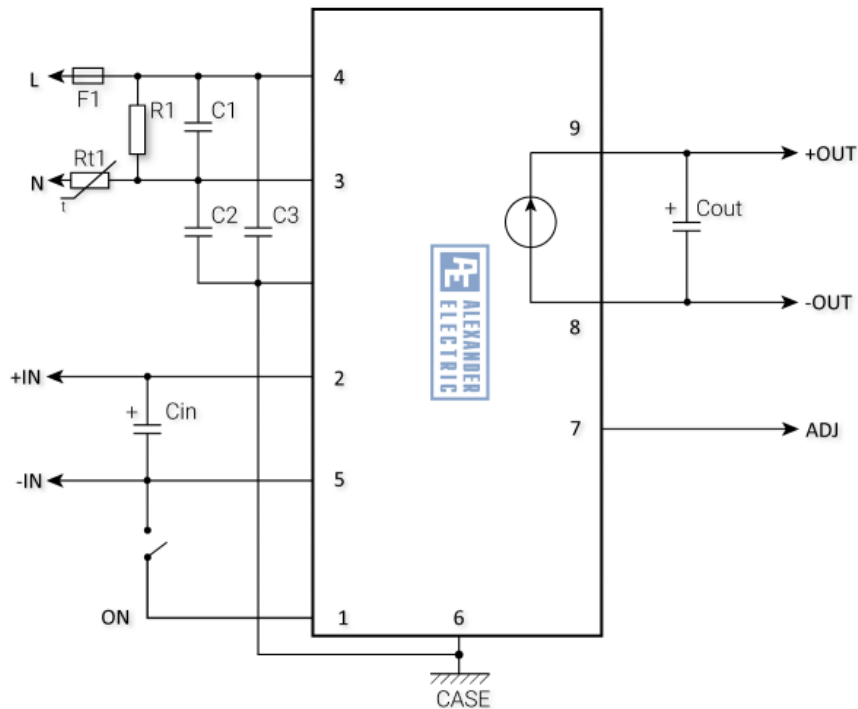 L
F1
R1
C1
4
Rt1
t
N
3
C2
C3
9
+OUT
+
Cout
8
-OUT
Æ
ALEXANDER
ELECTRIC
+IN
2
+
Cin
7
ADJ
-IN
5
ON
1
6
CASE